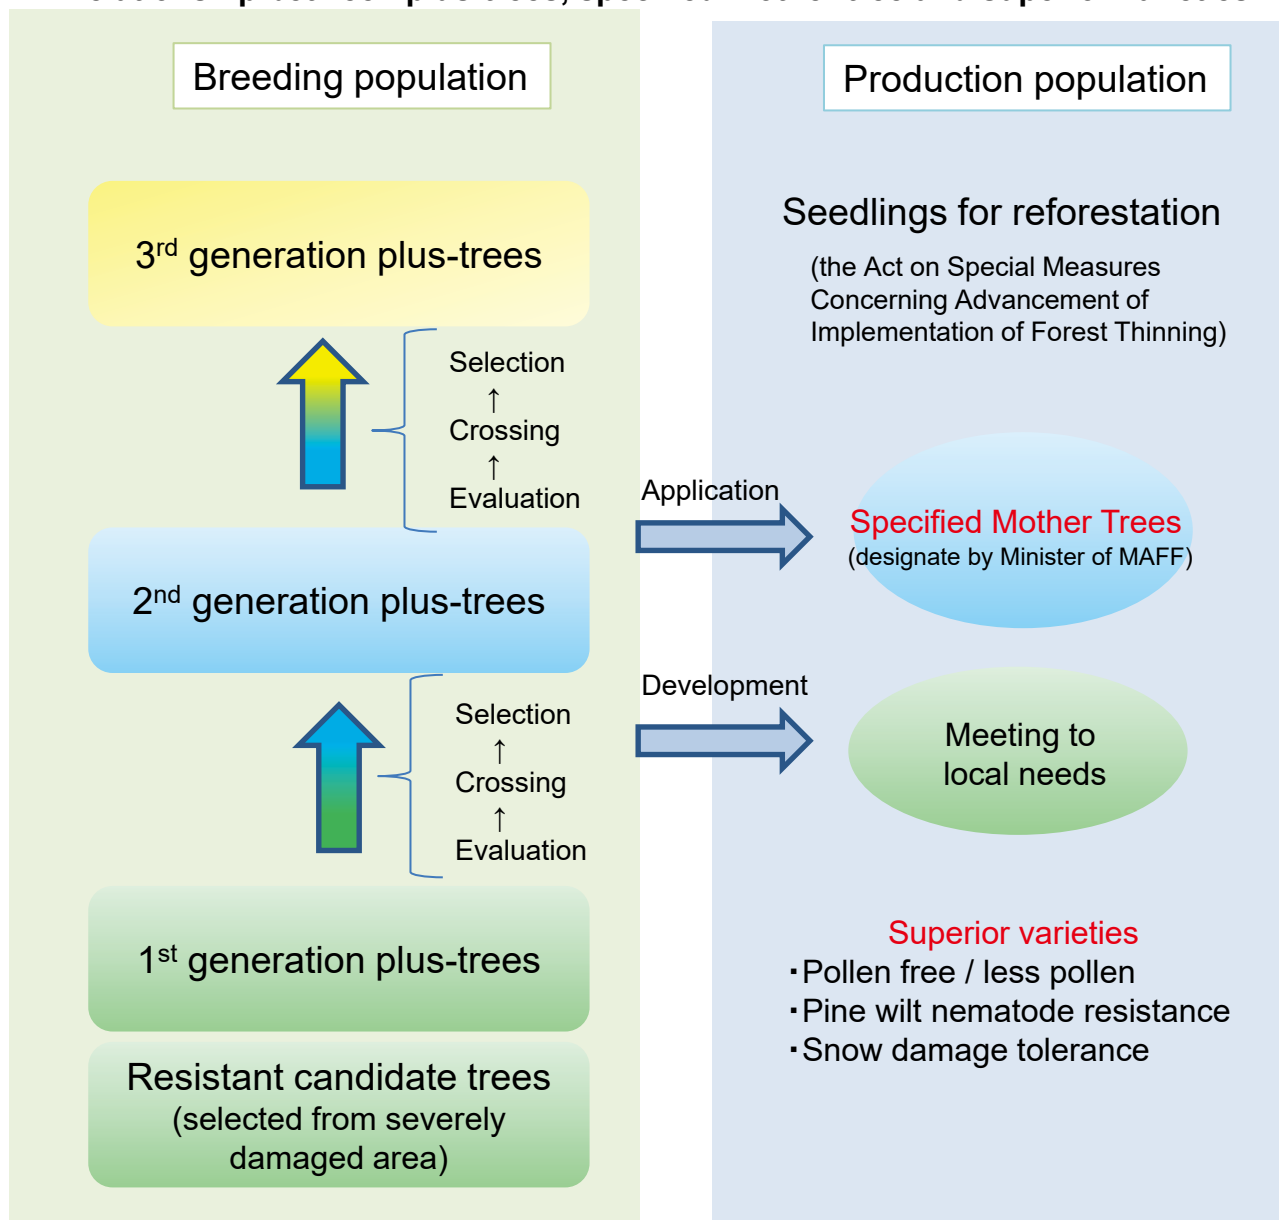 Breeding population
3rd generation plus-trees
Selection
↑
Crossing
↑
Evaluation
2nd generation plus-trees
Selection
↑
Crossing
↑
Evaluation
1st generation plus-trees
Resistant candidate trees
(selected from severely
damaged area)
Application
Development
Production population
Seedlings for reforestation
(the Act on Special Measures
Concerning Advancement of
Implementation of Forest Thinning)
Specified Mother Trees
(designate by Minister of MAFF)
Meeting to
local needs
Superior varieties
・Pollen free / less pollen
・Pine wilt nematode resistance
・Snow damage tolerance